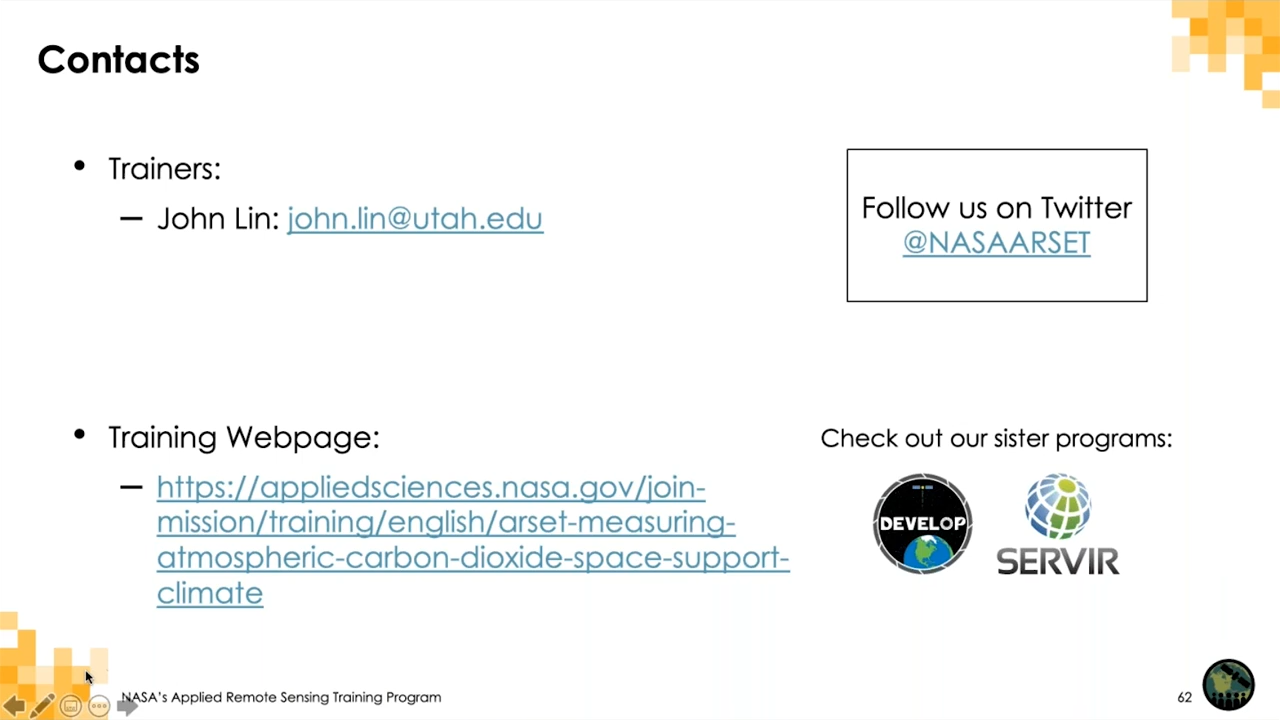 Contacts
• Trainers:
– John Lin: john.lin@utah.edu
Follow us on Twitter
@NASAARSET
• Training Webpage:
– https://appliedsciences.nasa.gov/join-
mission/training/english/arset-measuring-
atmospheric-carbon-dioxide-space-support-
climate
Check out our sister programs:
DEVELOP
SERVIR
NASA's Applied Remote Sensing Training Program
62